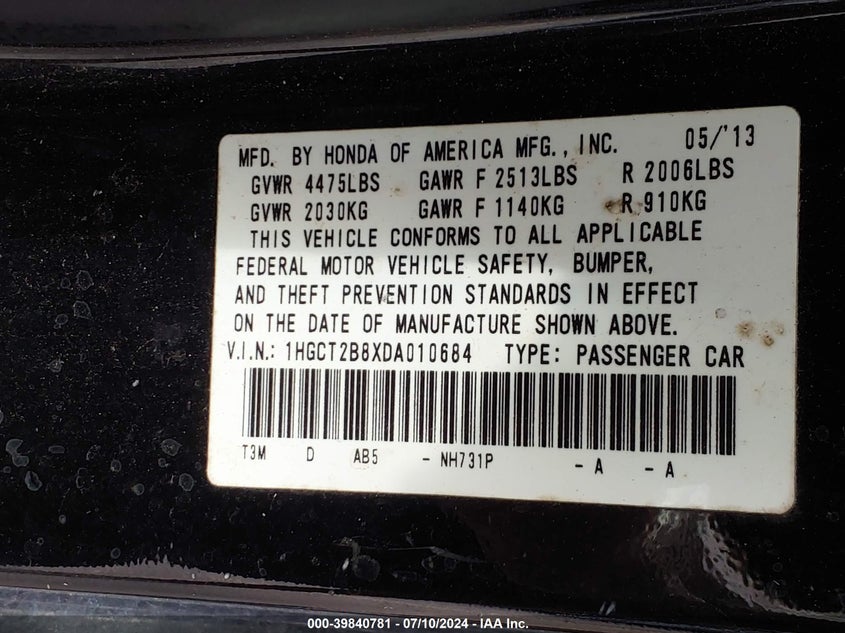 MFD. BY HONDA OF AMERICA MFG., INC. 05/'13
GVWR 4475LBS GAWR F 2513LBS R 2006LBS
GVWR 2030KG GAWR F 1140KG R 910KG
THIS VEHICLE CONFORMS TO ALL APPLICABLE
FEDERAL MOTOR VEHICLE SAFETY, BUMPER,
AND THEFT PREVENTION STANDARDS IN EFFECT
ON THE DATE OF MANUFACTURE SHOWN ABOVE.
V.I.N.: 1HGCT2B8XDA010684 TYPE: PASSENGER CAR
T3M D AB5 - NH731P - A - A
000-39840781 / 07/10/2024 - IAA Inc.